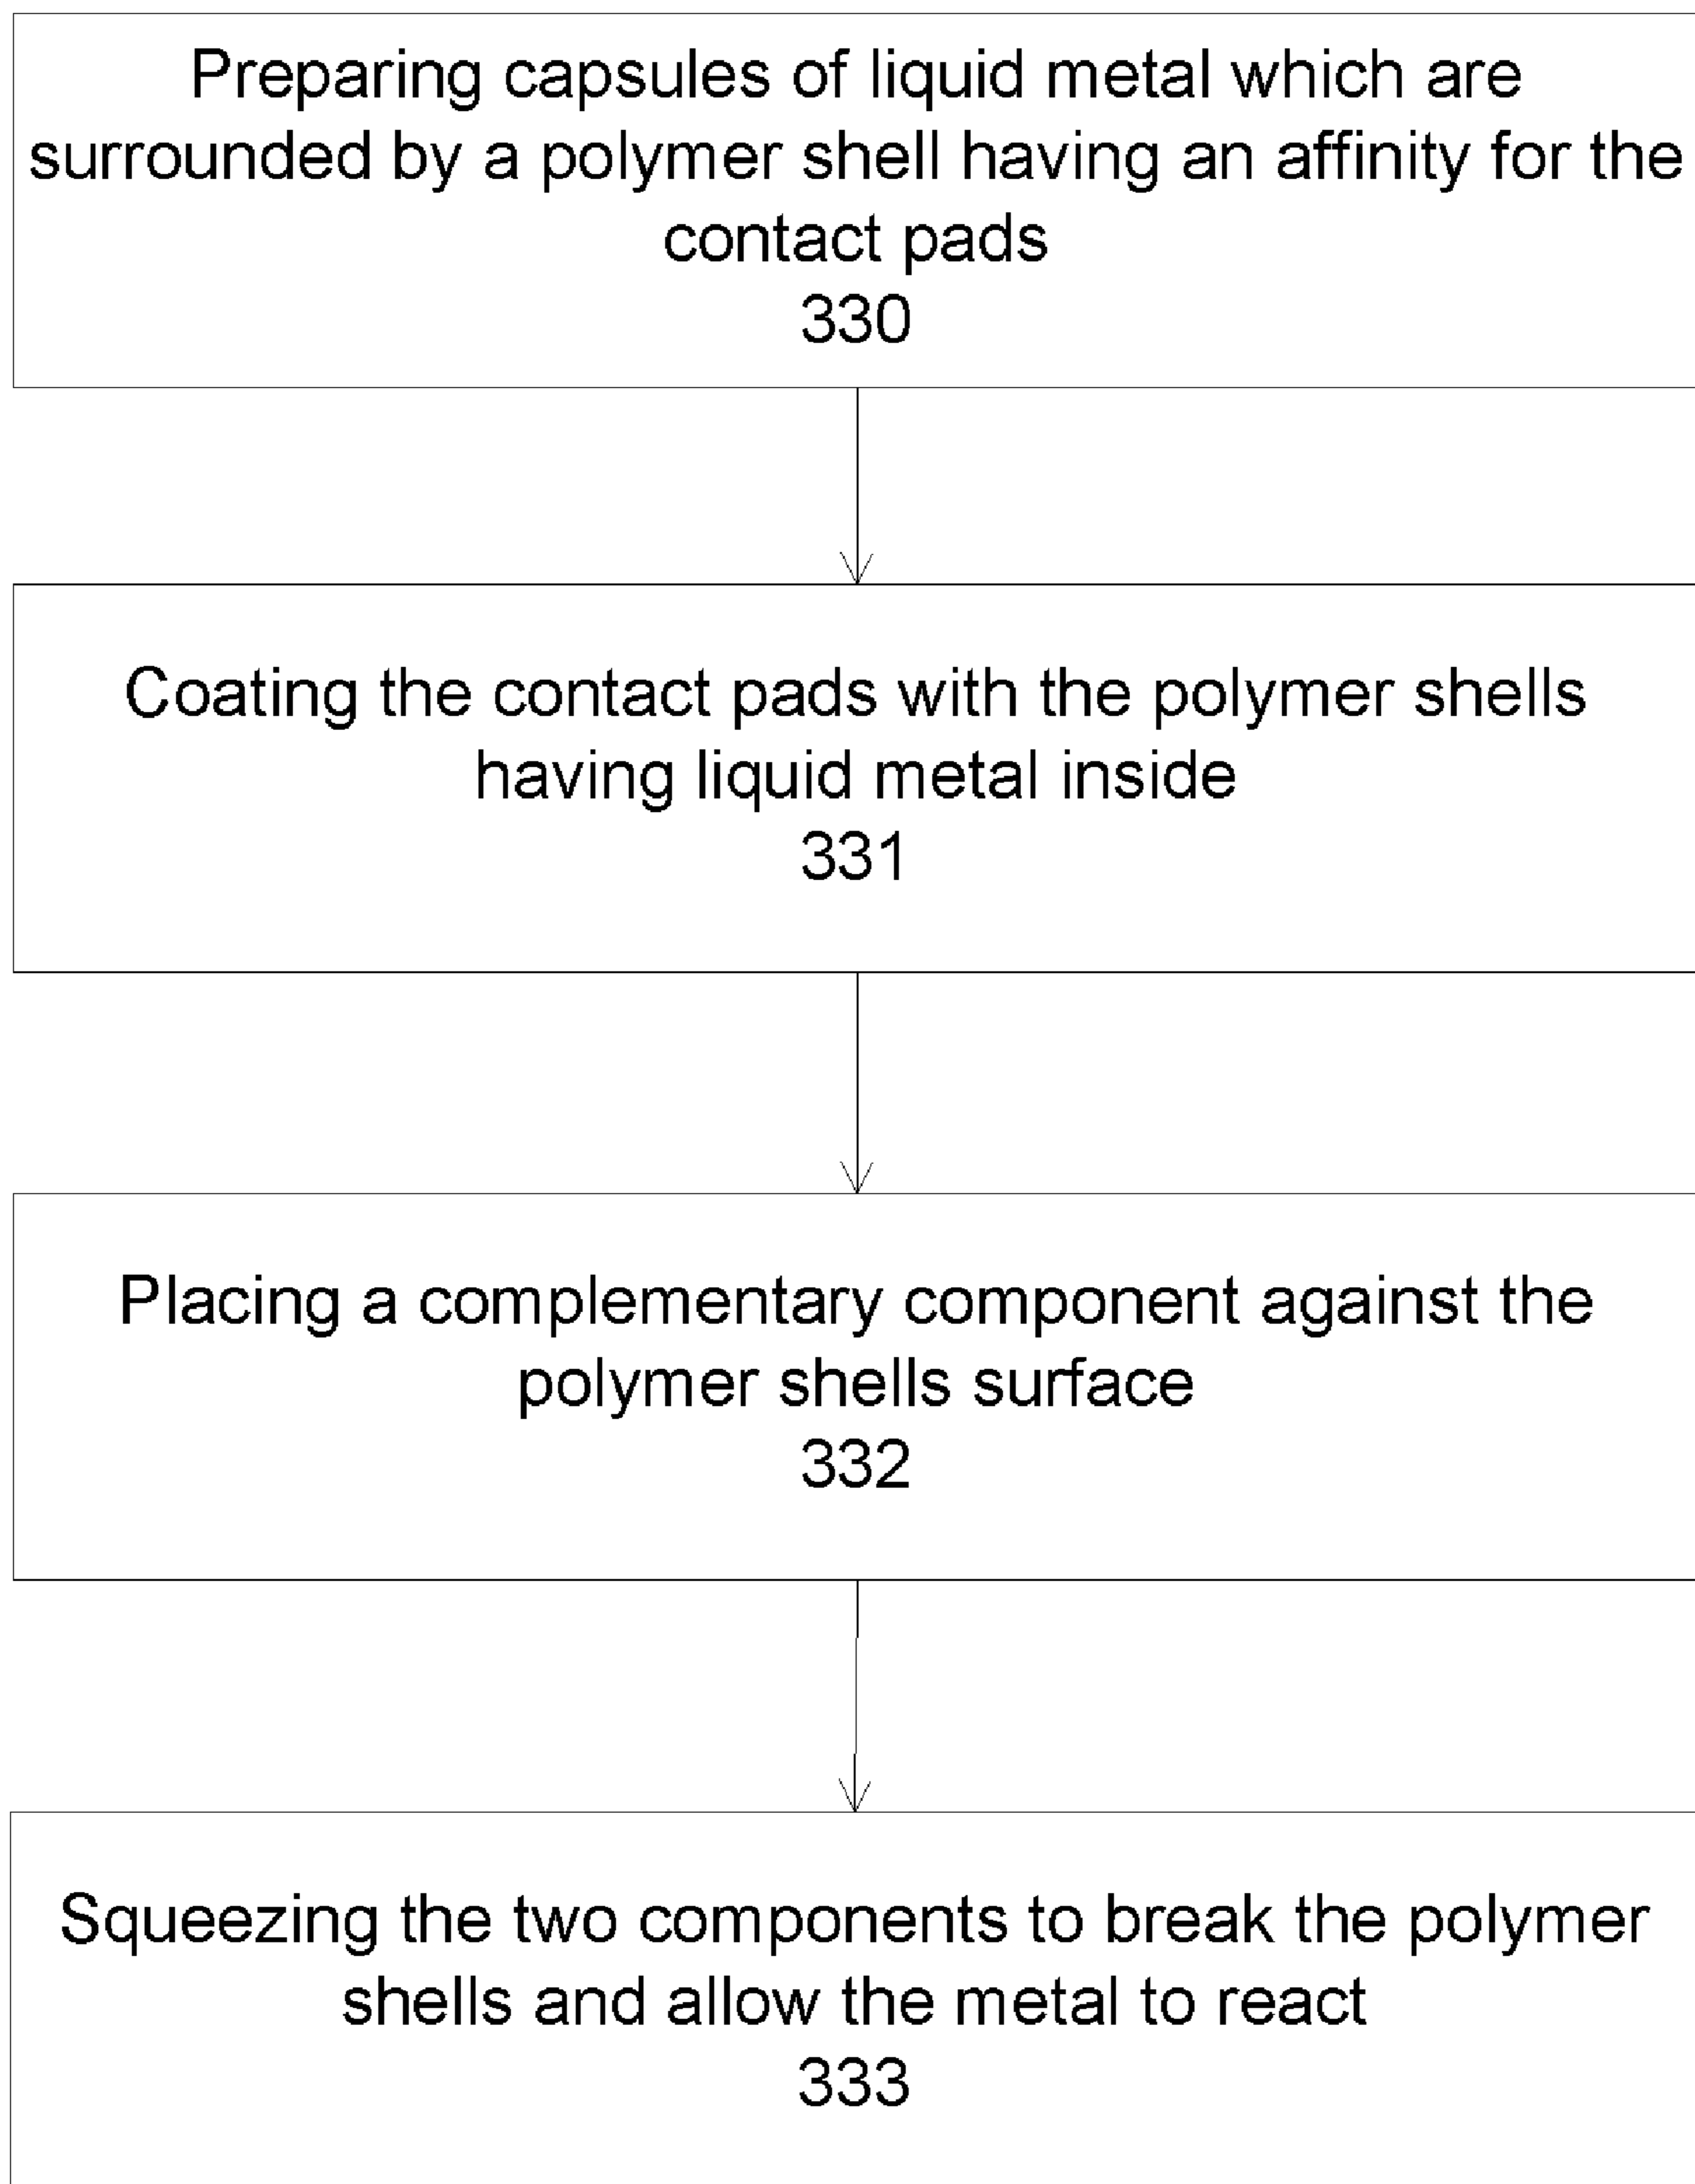 Preparing capsules of liquid metal which are
surrounded by a polymer shell having an affinity for the
contact pads
330
Coating the contact pads with the polymer shells
having liquid metal inside
331
Placing a complementary component against the
polymer shells surface
332
Squeezing the two components to break the polymer
shells and allow the metal to react
333